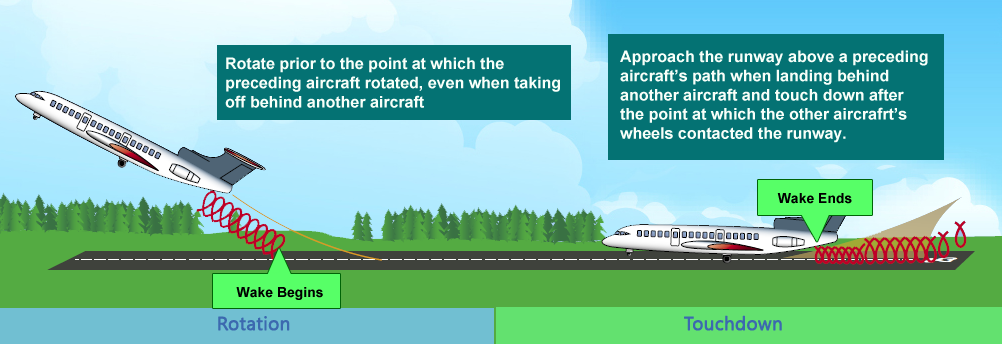 Rotate prior to the point at which the
preceding aircraft rotated, even when taking
off behind another aircraft
Approach the runway above a preceding
aircraft's path when landing behind
another aircraft and touch down after
the point at which the other aircrafrt's
wheels contacted the runway.
Wake Ends
Wake Begins
Rotation
Touchdown